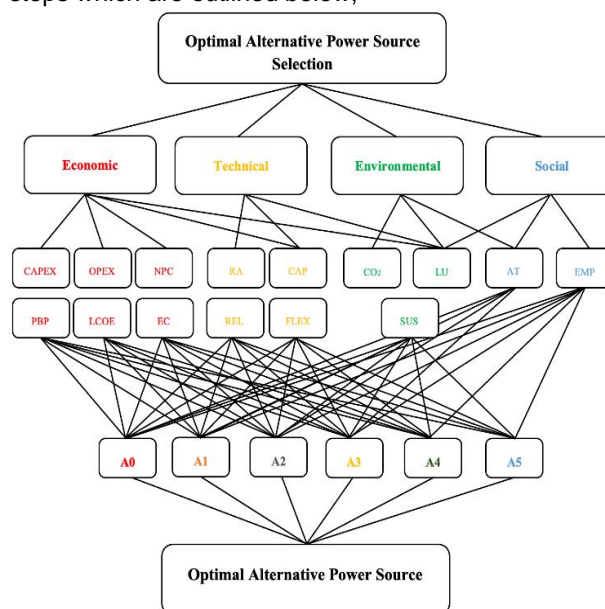 steps which are outlined below;
Optimal Alternative Power Source
Selection
Economic
Technical
Environmental
Social
CAPEX
OPEX
NPC
RA
CAP
CO₂
LU
AT
EMP
PBP
LCOE
EC
REL
FLEX
SUS
A0
A1
A2
A3
A4
A5
Optimal Alternative Power Source